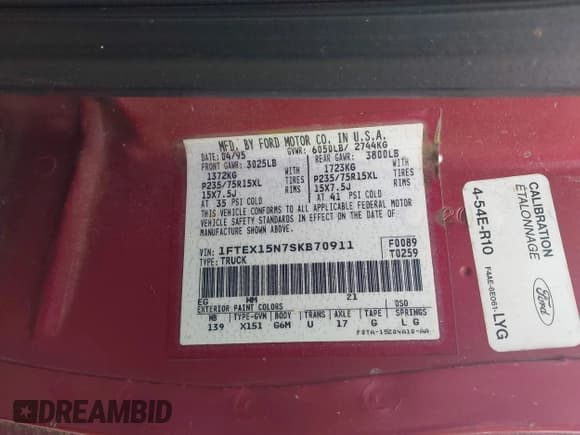 MFD. BY FORD MOTOR CO. IN U.S.A.
DATE: 04/95 GVWR: 6050LB/ 2744KG
FRONT GAWR: 3025LB REAR GAWR: 3800LB
1372KG WITH 1723KG WITH
P235/75R15XL TIRES P235/75R15XL TIRES
15X7.5J RIMS 15X7.5J RIMS
AT 35 PSI COLD AT 41 PSI COLD
THIS VEHICLE CONFORMS TO ALL APPLICABLE FEDERAL MOTOR
VEHICLE SAFETY STANDARDS IN EFFECT ON THE DATE OF
MANUFACTURE SHOWN ABOVE.
VIN: 1FTEX15N7SKB70911 F0089
TYPE: TRUCK T0259
EG WM 21
EXTERIOR PAINT COLORS DSO
WB TYPE-GVM BODY TRANS AXLE TAPE SPRINGS
139 X151 G6M U 17 G L G
CALIBRATION
ETALONNAGE
4-54E-R10
Ford
F4AE-6E061-LYG
DREAMBID